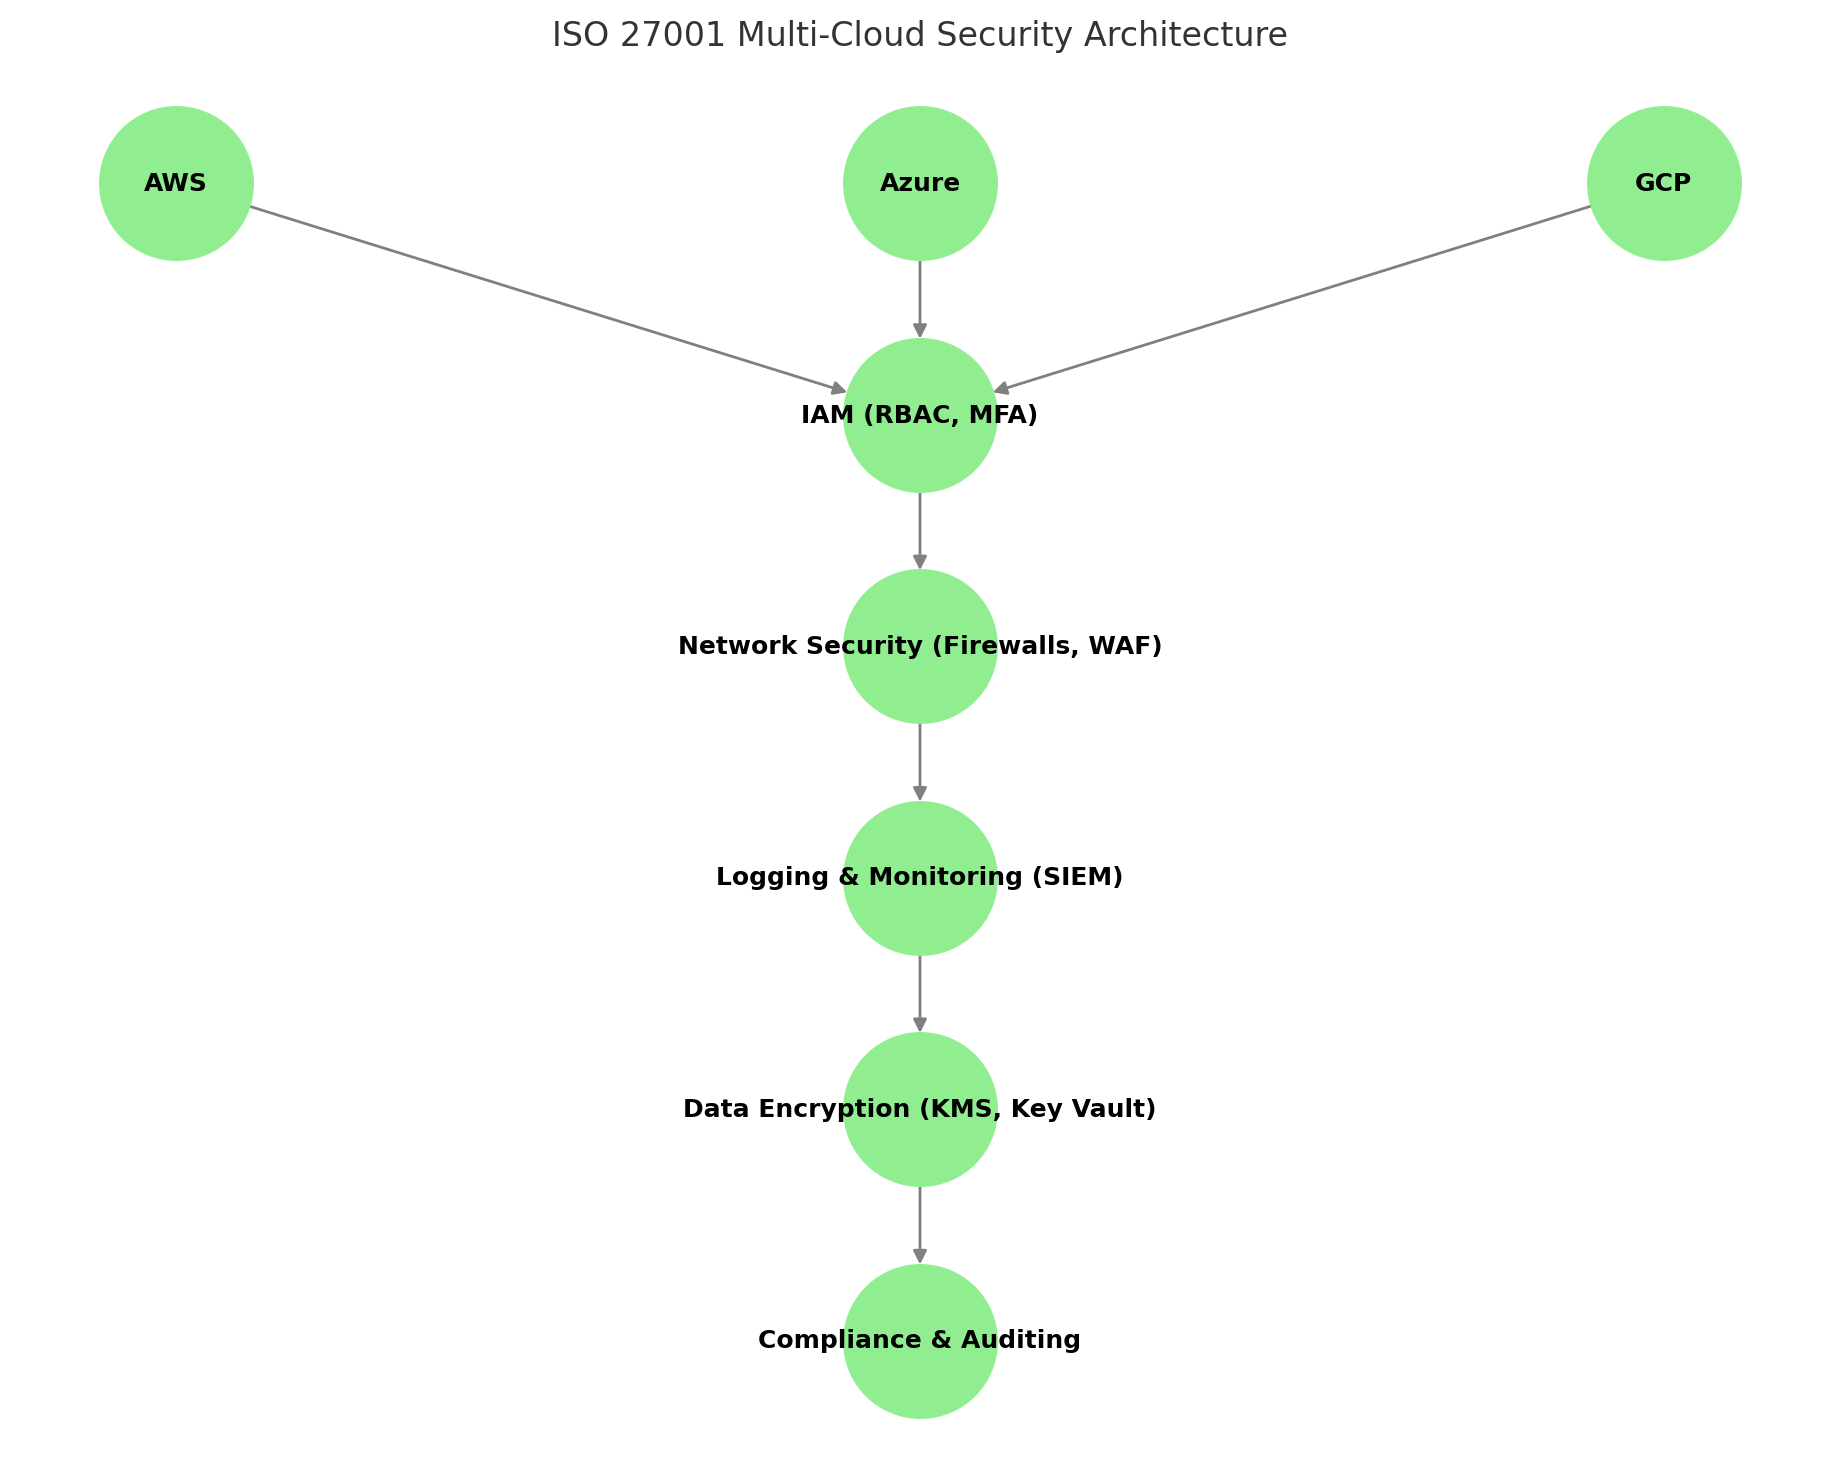 ISO 27001 Multi-Cloud Security Architecture
AWS
Azure
GCP
IAM (RBAC, MFA)
Network Security (Firewalls, WAF)
Logging & Monitoring (SIEM)
Data Encryption (KMS, Key Vault)
Compliance & Auditing